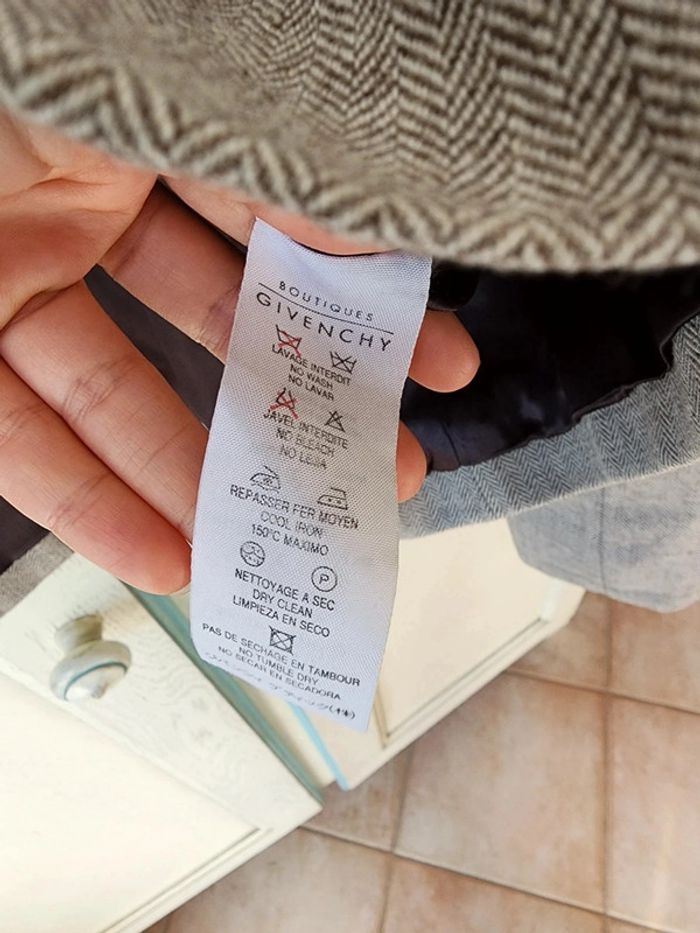 BOUTIQUES
GIVENCHY
LAVAGE INTERDIT
NO WASH
NO LAVAR
JAVEL INTERDITE
NO BLEACH
NO LEJIA
REPASSER FER MOYEN
COOL IRON
150°C MAXIMO
P
NETTOYAGE A SEC
DRY CLEAN
LIMPIEZA EN SECO
PAS DE SECHAGE EN TAMBOUR
NO TUMBLE DRY
NO SECAR EN SECADORA
(株)